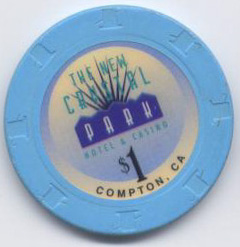 THE NEW
CRYSTAL
PARK
HOTEL & CASINO
$1
COMPTON, CA